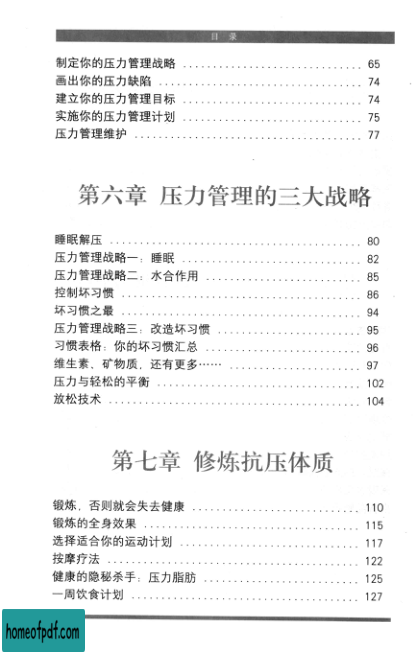 目 录
制定你的压力管理战略 .............................. 65
画出你的压力缺陷 .................................. 74
建立你的压力管理目标 .............................. 74
实施你的压力管理计划 .............................. 75
压力管理维护 ...................................... 77
第六章 压力管理的三大战略
睡眠解压 .......................................... 80
压力管理战略一：睡眠 .............................. 82
压力管理战略二：水合作用 .......................... 85
控制坏习惯 ........................................ 86
坏习惯之最 ........................................ 94
压力管理战略三：改造坏习惯 ........................ 95
习惯表格：你的坏习惯汇总 .......................... 96
维生素、矿物质，还有更多…… ....................... 97
压力与轻松的平衡 .................................. 102
放松技术 .......................................... 104
第七章 修炼抗压体质
锻炼，否则就会失去健康 ............................ 110
锻炼的全身效果 .................................... 115
选择适合你的运动计划 .............................. 117
按摩疗法 .......................................... 122
健康的隐秘杀手：压力脂肪 .......................... 125
一周饮食计划 ...................................... 127
homeofpdf.com